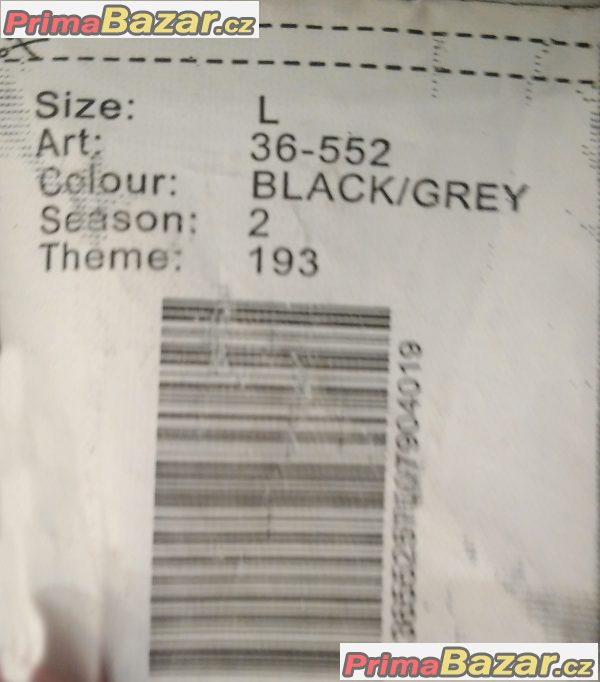 PrimaBazar.cz
Size: L
Art: 36-552
Colour: BLACK/GREY
Season: 2
Theme: 193
PrimaBazar.cz